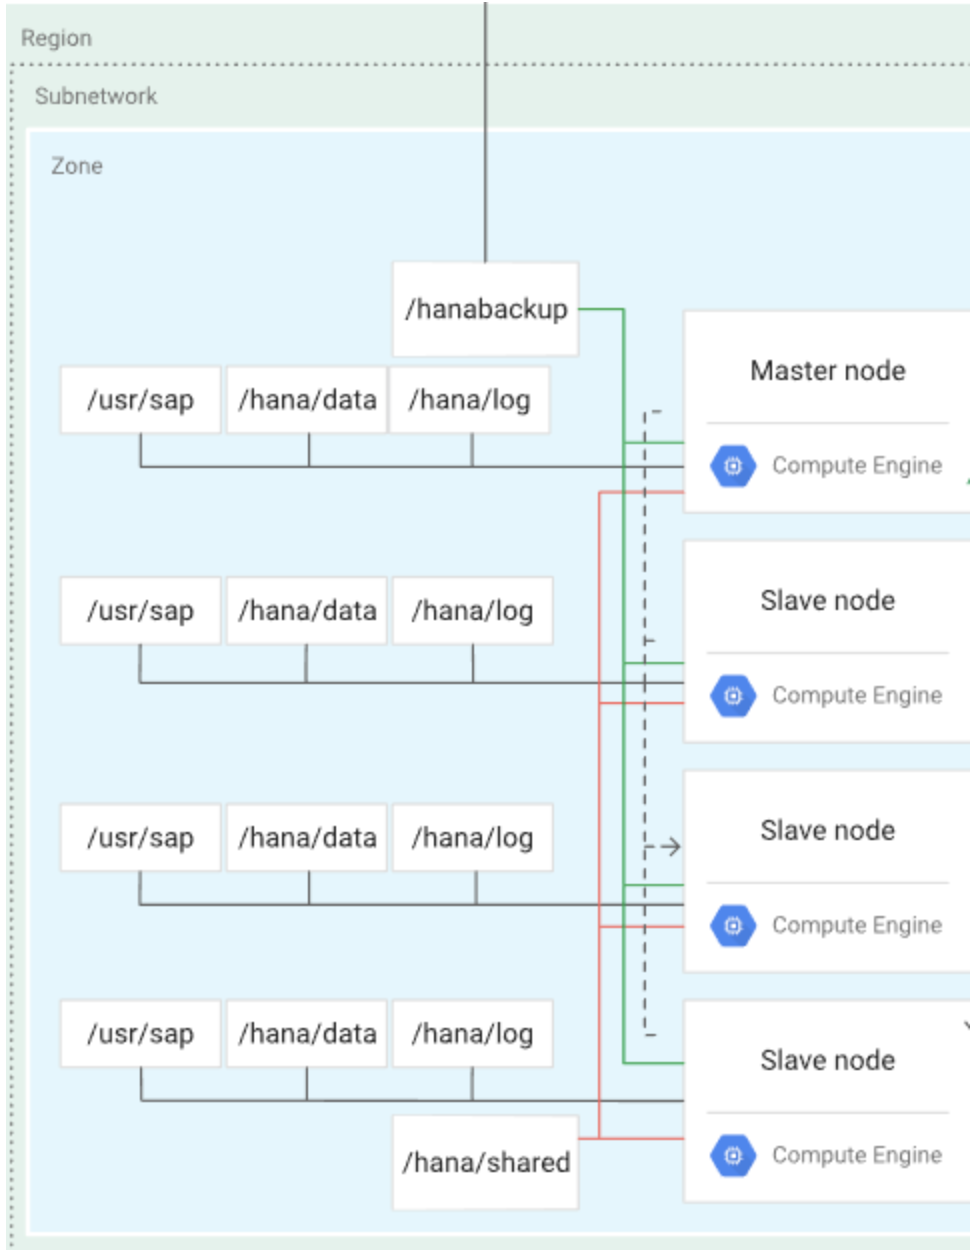 Region
Subnetwork
Zone
/hanabackup
/usr/sap
/hana/data
/hana/log
Master node
Compute Engine
/usr/sap
/hana/data
/hana/log
Slave node
Compute Engine
/usr/sap
/hana/data
/hana/log
Slave node
Compute Engine
/usr/sap
/hana/data
/hana/log
Slave node
Compute Engine
/hana/shared